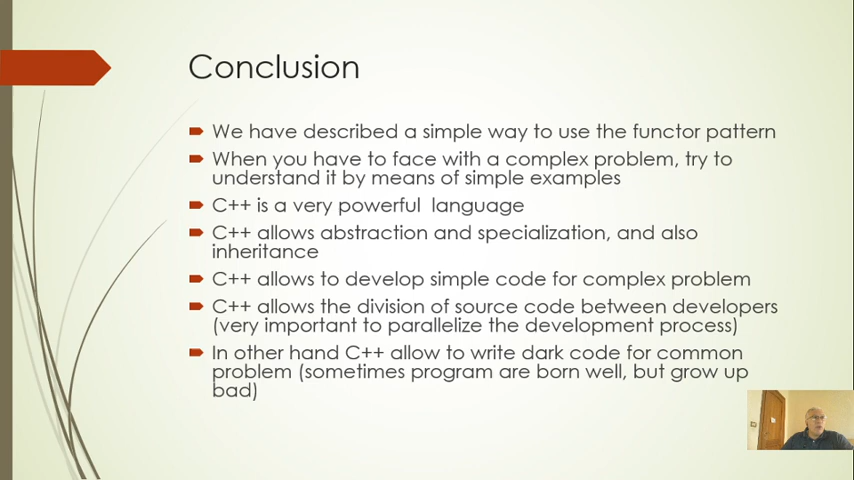 Conclusion
We have described a simple way to use the functor pattern
When you have to face with a complex problem, try to
understand it by means of simple examples
C++ is a very powerful  language
C++ allows abstraction and specialization, and also
inheritance
C++ allows to develop simple code for complex problem
C++ allows the division of source code between developers
(very important to parallelize the development process)
In other hand C++ allow to write dark code for common
problem (sometimes program are born well, but grow up
bad)